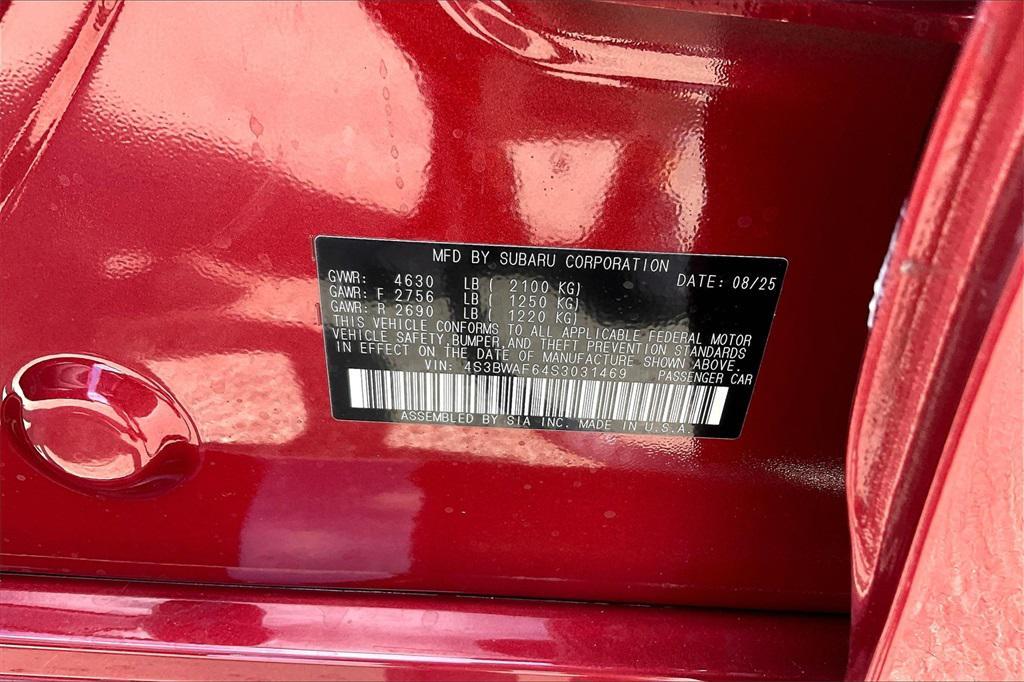 MFD BY SUBARU CORPORATION
GVWR: 4630 LB ( 2100 KG) DATE: 08/25
GAWR: F 2756 LB ( 1250 KG)
GAWR: R 2690 LB ( 1220 KG)
THIS VEHICLE CONFORMS TO ALL APPLICABLE FEDERAL MOTOR
VEHICLE SAFETY,BUMPER,AND THEFT PREVENTION STANDARDS
IN EFFECT ON THE DATE OF MANUFACTURE SHOWN ABOVE.
VIN: 4S3BWAF64S3031469 PASSENGER CAR
ASSEMBLED BY SIA INC. MADE IN U.S.A.